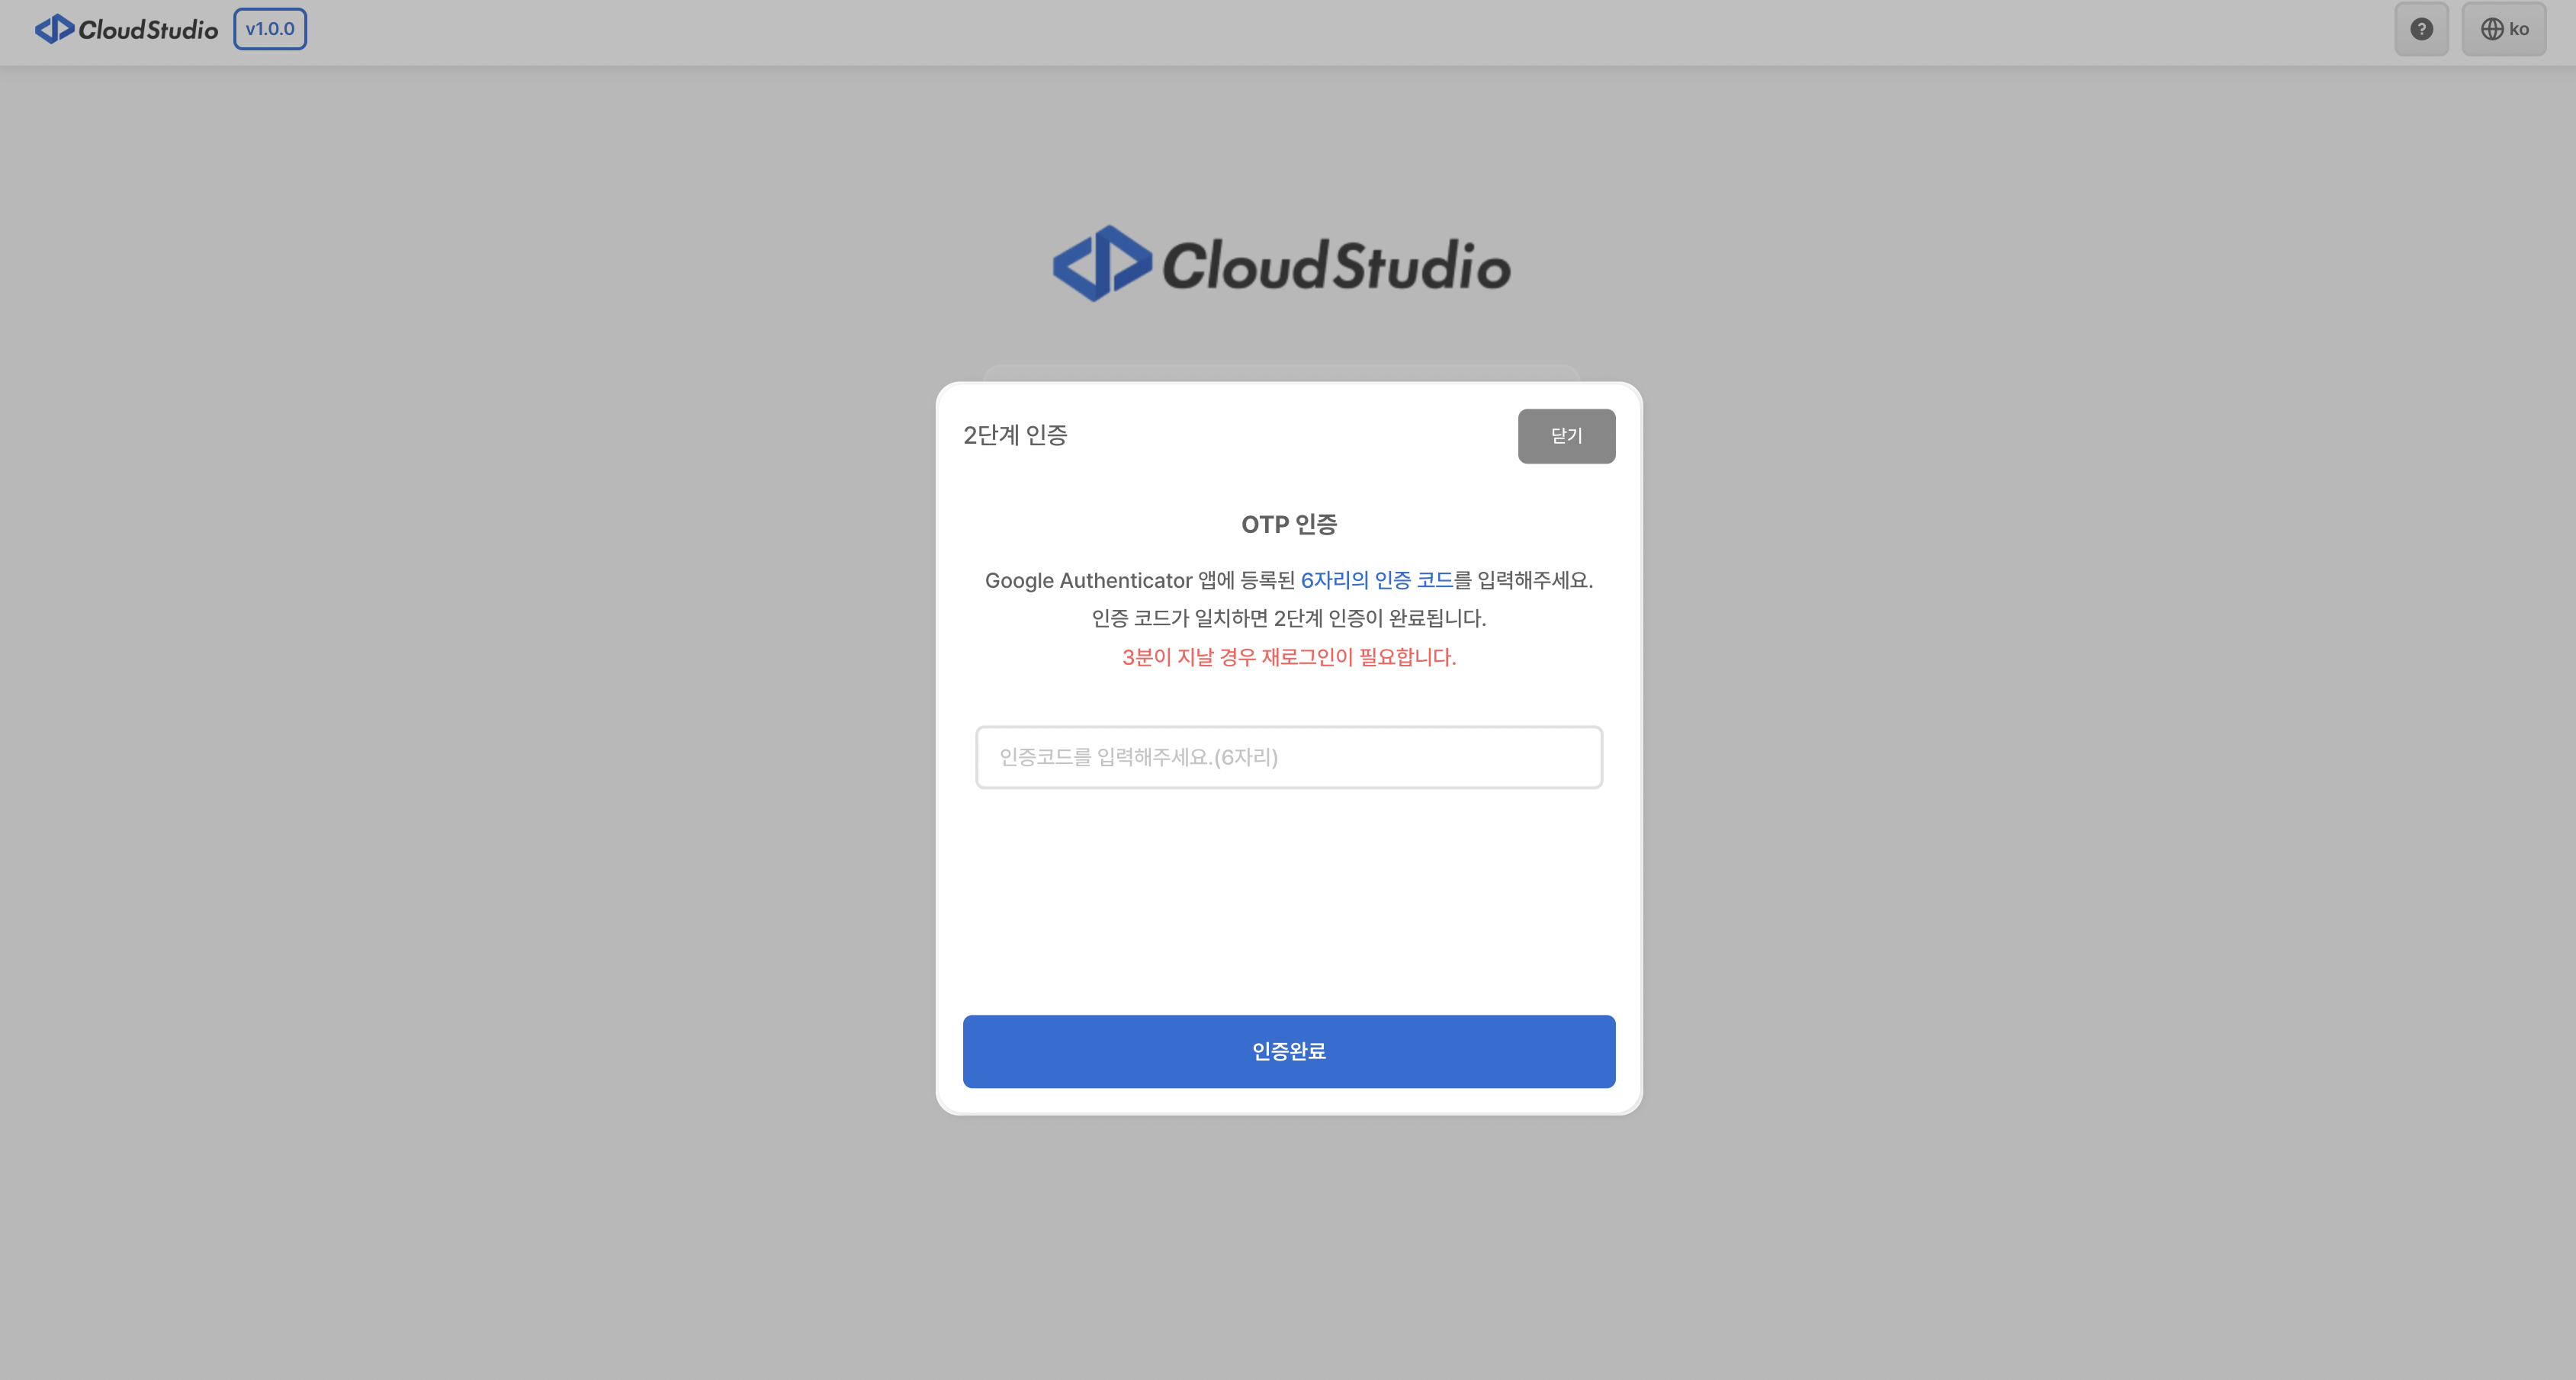 CloudStudio
v1.0.0
?
ko
CloudStudio
2단계 인증
닫기
OTP 인증
Google Authenticator 앱에 등록된 6자리의 인증 코드를 입력해주세요.
인증 코드가 일치하면 2단계 인증이 완료됩니다.
3분이 지날 경우 재로그인이 필요합니다.
인증코드를 입력해주세요.(6자리)
인증완료